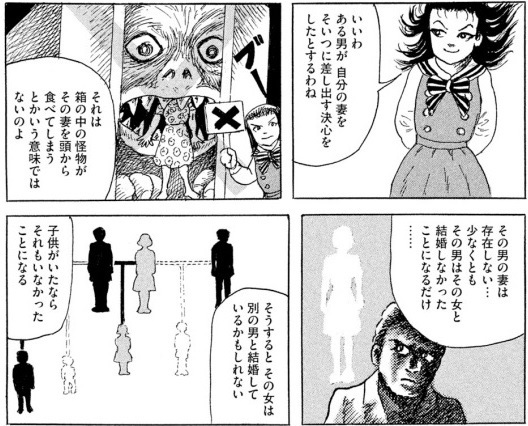 いいわ
ある男が 自分の妻を
そいつに差し出す決心を
したとするわね
ブー
それは
箱の中の怪物が
その妻を頭から
食べてしまう
とかいう意味では
ないのよ
その男の妻は
存在しない…
少なくとも
その男はその女と
結婚しなかった
ことになるだけ
……
そうすると その女は
別の男と結婚して
いるかもしれない
子供がいたなら
それもいなかった
ことになる